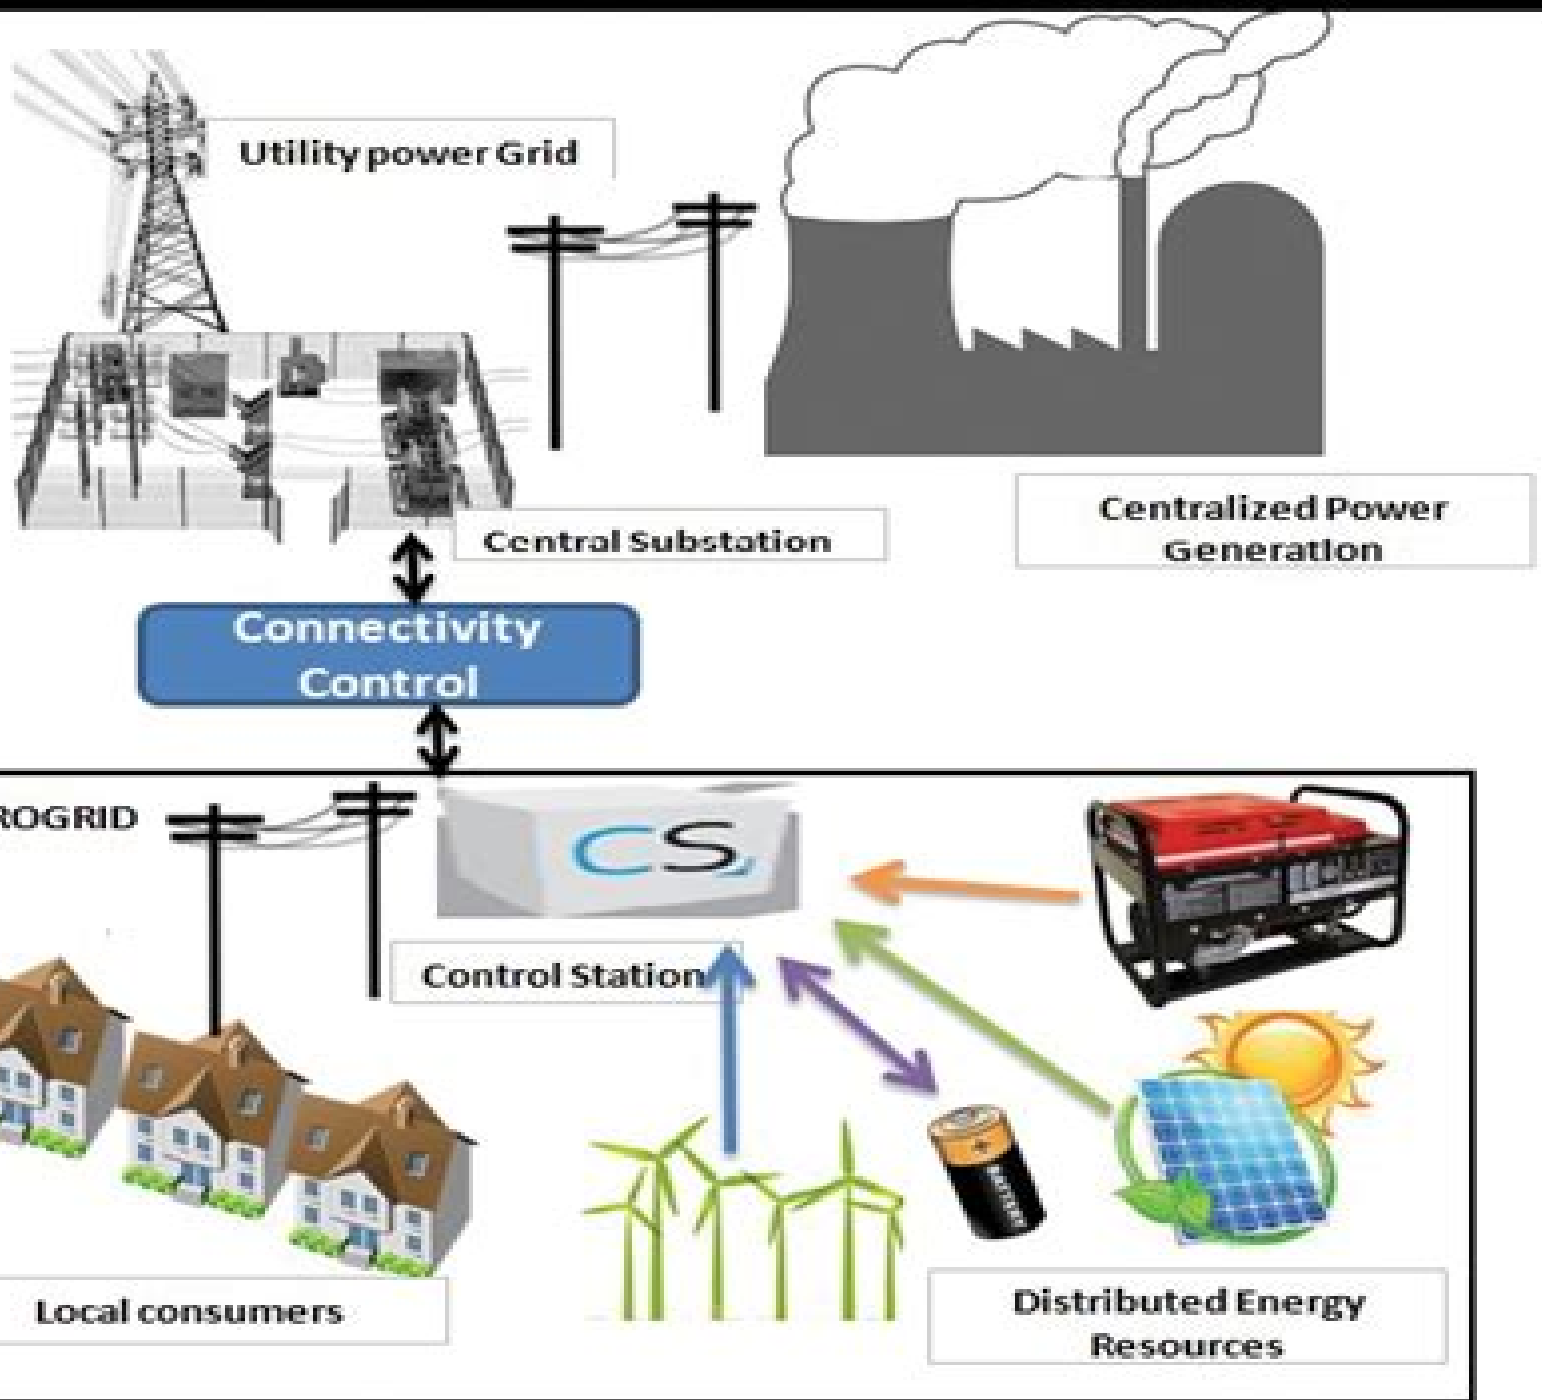 Utility power Grid
Centralized Power
Generation
Central Substation
Connectivity
Control
ROGRID
CS
Control Station
BATTERY
Local consumers
Distributed Energy
Resources